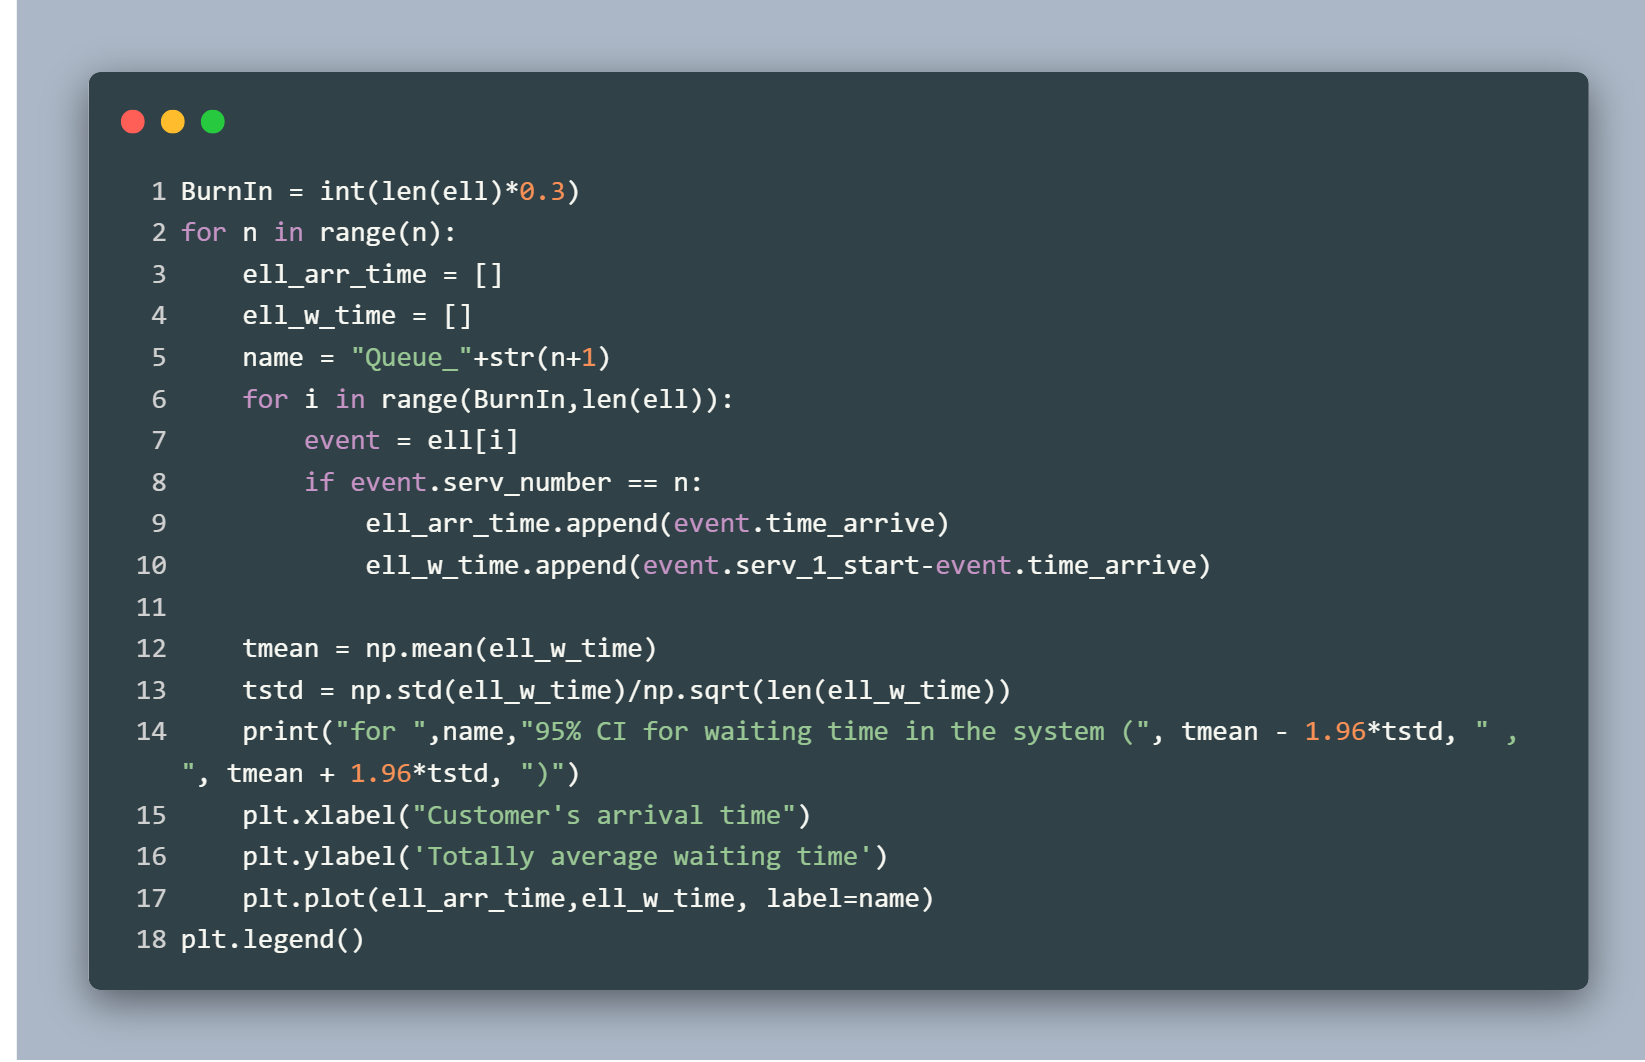 1 BurnIn = int(len(ell)*0.3)
2 for n in range(n):
3     ell_arr_time = []
4     ell_w_time = []
5     name = "Queue_"+str(n+1)
6     for i in range(BurnIn,len(ell)):
7         event = ell[i]
8         if event.serv_number == n:
9             ell_arr_time.append(event.time_arrive)
10             ell_w_time.append(event.serv_1_start-event.time_arrive)
11
12     tmean = np.mean(ell_w_time)
13     tstd = np.std(ell_w_time)/np.sqrt(len(ell_w_time))
14     print("for ",name,"95% CI for waiting time in the system (", tmean - 1.96*tstd, " ,
", tmean + 1.96*tstd, ")")
15     plt.xlabel("Customer's arrival time")
16     plt.ylabel('Totally average waiting time')
17     plt.plot(ell_arr_time,ell_w_time, label=name)
18 plt.legend()